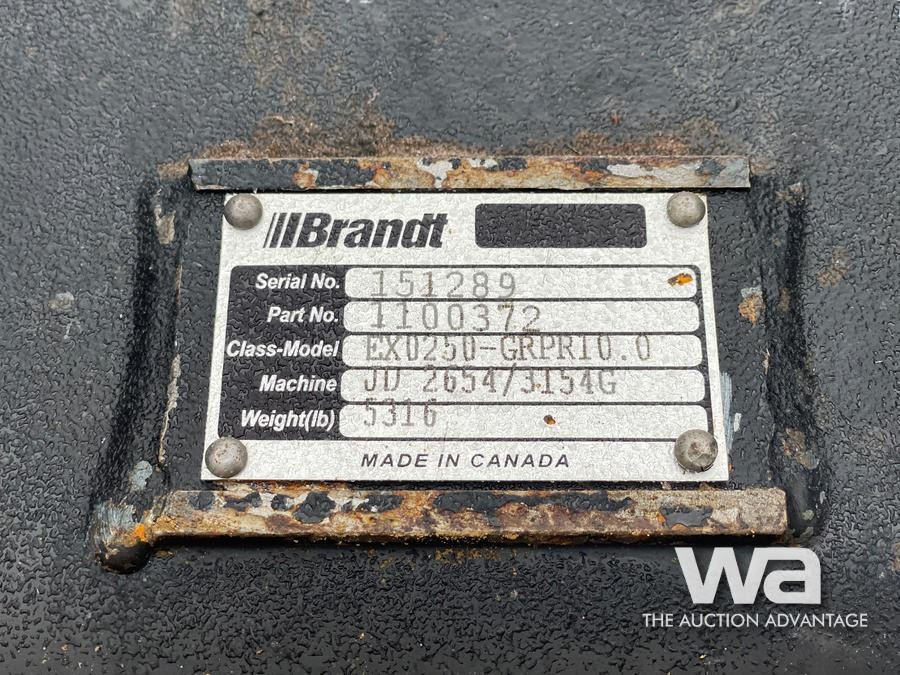 Brandt
Serial No. 151289
Part No. 1100372
Class-Model EX0250-GRPRT0.0
Machine JD 2654/3154G
Weight(lb) 5316
MADE IN CANADA
wa
THE AUCTION ADVANTAGE